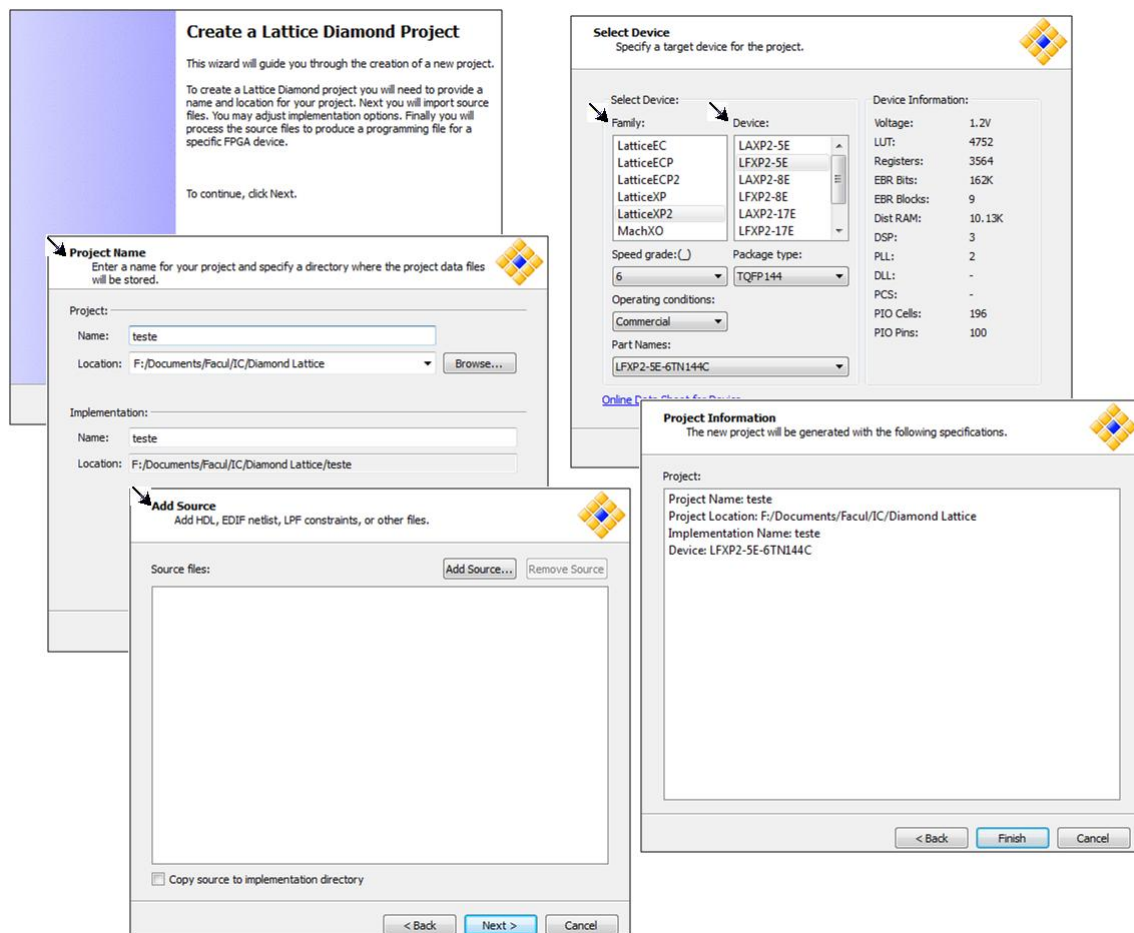 Create a Lattice Diamond Project
This wizard will guide you through the creation of a new project.
To create a Lattice Diamond project you will need to provide a
name and location for your project. Next you will import source
files. You may adjust implementation options. Finally you will
process the source files to produce a programming file for a
specific FPGA device.
To continue, click Next.
Project Name
Enter a name for your project and specify a directory where the project data files
will be stored.
Project:
Name: teste
Location: F:/Documents/Facul/IC/Diamond Lattice Browse...
Implementation:
Name: teste
Location: F:/Documents/Facul/IC/Diamond Lattice/teste
Add Source
Add HDL, EDIF netlist, LPF constraints, or other files.
Source files: Add Source... Remove Source
Copy source to implementation directory
< Back Next > Cancel
Select Device
Specify a target device for the project.
Select Device:
Family: Device:
LatticeEC LAXP2-5E
LatticeECP LFXP2-5E
LatticeECP2 LAXP2-8E
LatticeXP LFXP2-8E
LatticeXP2 LAXP2-17E
MachXO LFXP2-17E
Speed grade:(_) Package type:
6 TQFP144
Operating conditions:
Commercial
Part Names:
LFXP2-5E-6TN144C
Device Information:
Voltage: 1.2V
LUT: 4752
Registers: 3564
EBR Bits: 162K
EBR Blocks: 9
Dist RAM: 10.13K
DSP: 3
PLL: 2
DLL: -
PCS: -
PIO Cells: 196
PIO Pins: 100
Online
Project Information
The new project will be generated with the following specifications.
Project:
Project Name: teste
Project Location: F:/Documents/Facul/IC/Diamond Lattice
Implementation Name: teste
Device: LFXP2-5E-6TN144C
< Back Finish Cancel